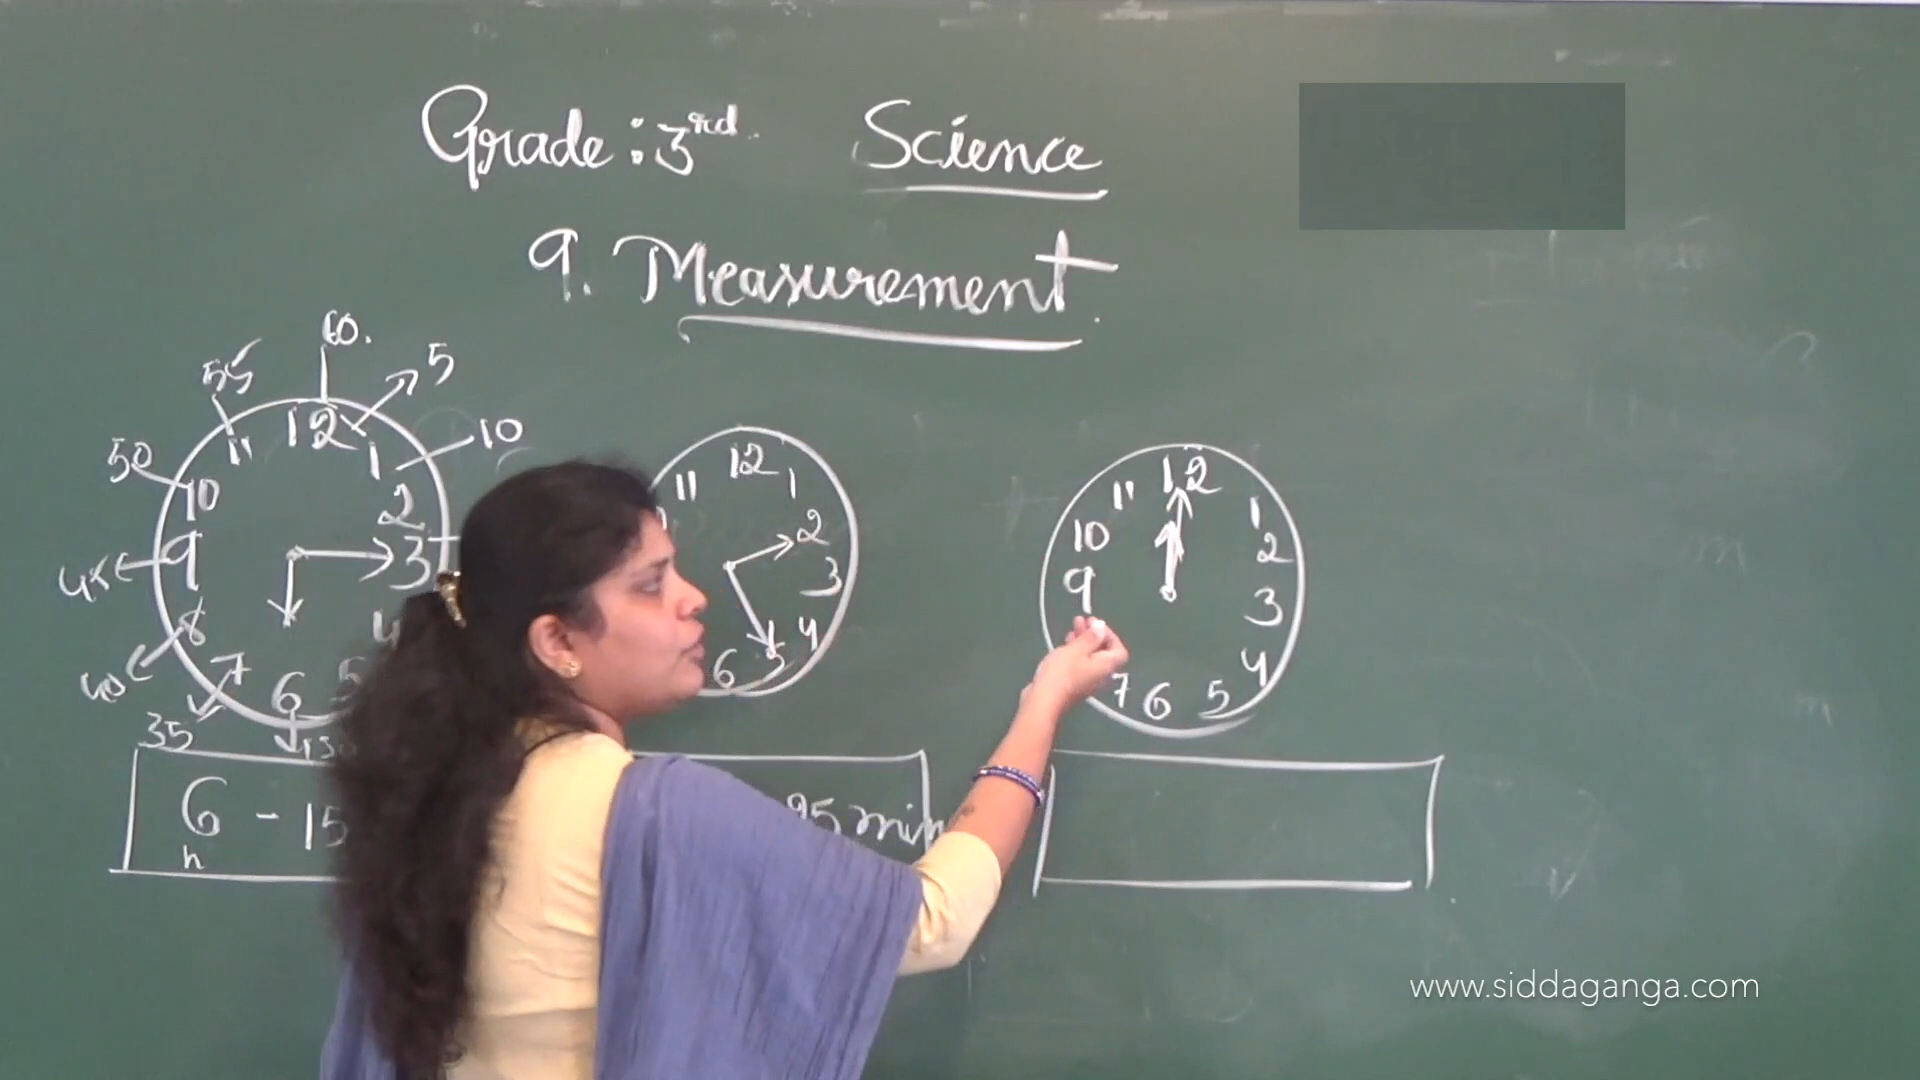 Grade : 3rd Science
9. Measurement.
60.
55 5
50 10
12 12 12
11 1 11 1 11 1
10 2 2 10 2
45 9 3 3 9 3
8 4 4 4
40 7 5 5 7 5
35 6 6 6
6 - 15 25 min
h
www.siddaganga.com